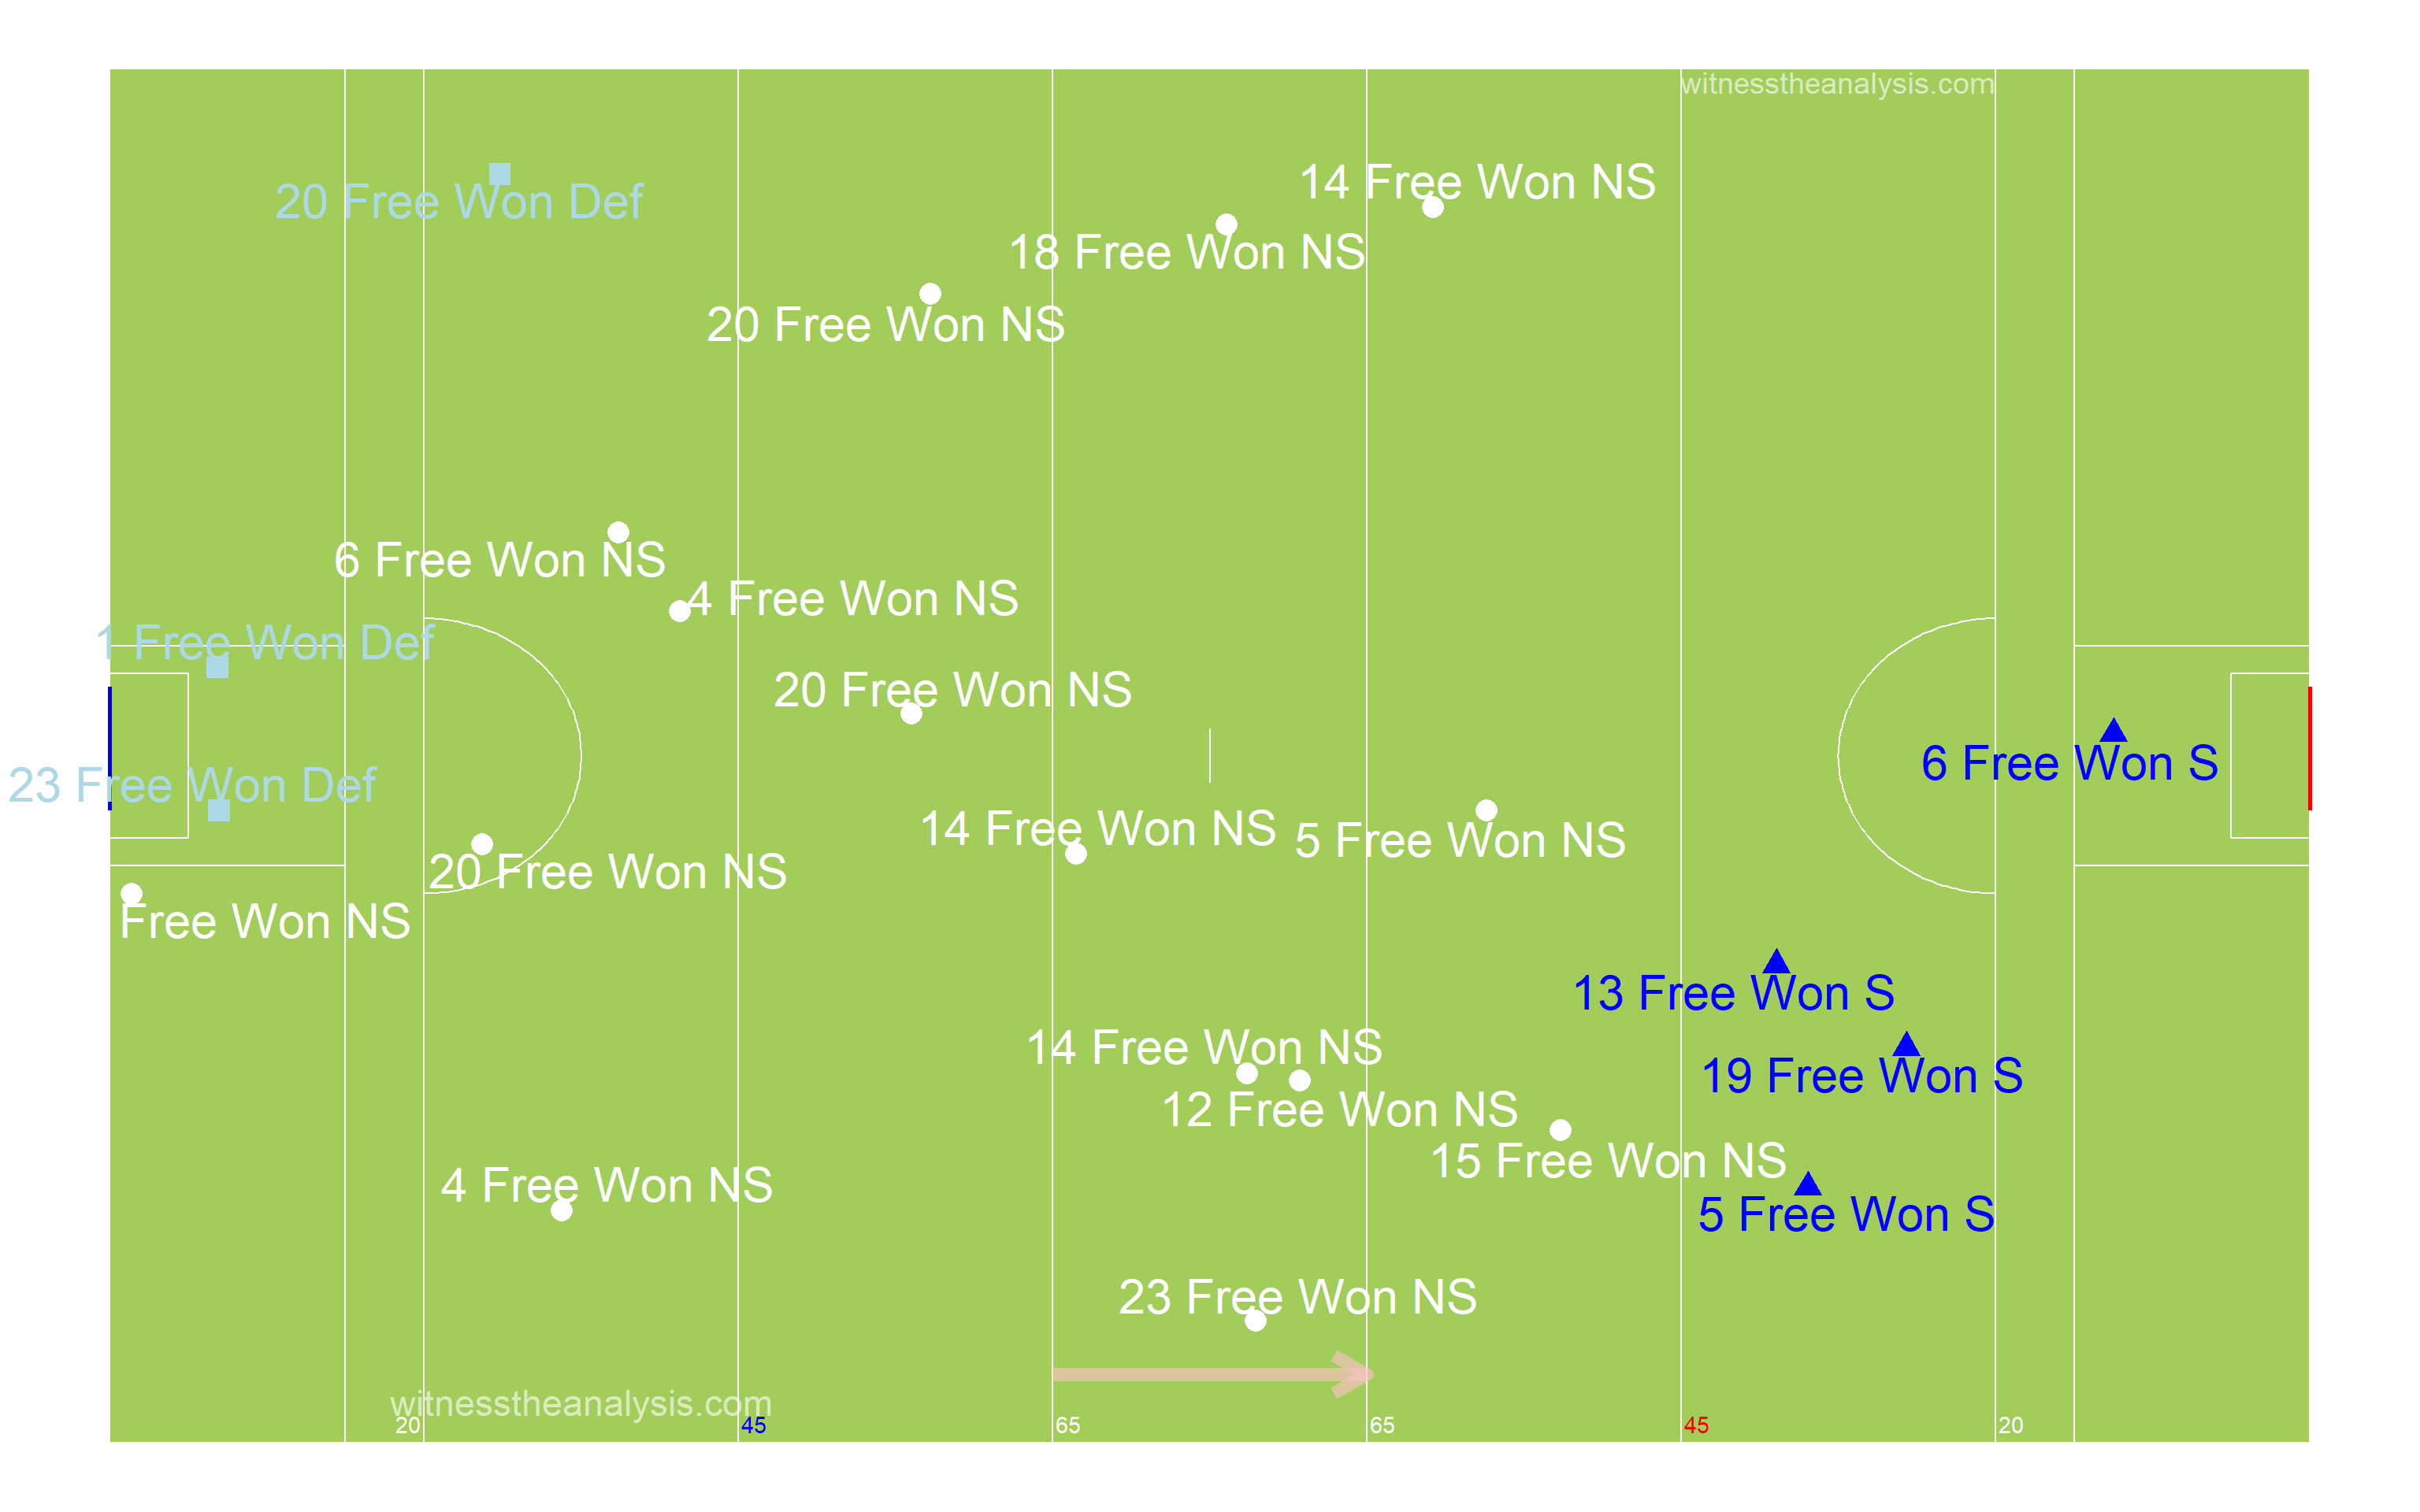 witnesstheanalysis.com
14 Free Won NS
20 Free Won Def
18 Free Won NS
20 Free Won NS
6 Free Won NS
4 Free Won NS
1 Free Won Def
20 Free Won NS
6 Free Won S
23 Free Won Def
14 Free Won NS
5 Free Won NS
20 Free Won NS
Free Won NS
13 Free Won S
14 Free Won NS
19 Free Won S
12 Free Won NS
15 Free Won NS
4 Free Won NS
5 Free Won S
23 Free Won NS
witnesstheanalysis.com
20 45 65 65 45 20